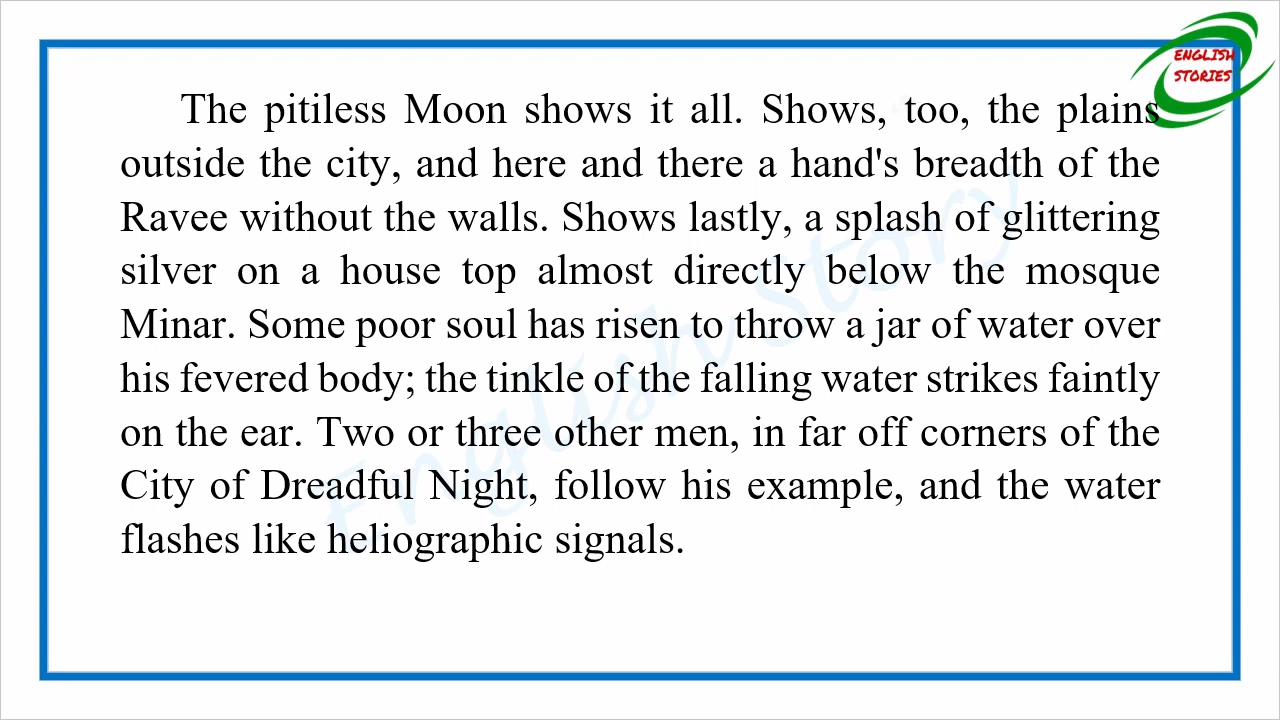 ENGLISH
STORIES
The pitiless Moon shows it all. Shows, too, the plains
outside the city, and here and there a hand's breadth of the
Ravee without the walls. Shows lastly, a splash of glittering
silver on a house top almost directly below the mosque
Minar. Some poor soul has risen to throw a jar of water over
his fevered body; the tinkle of the falling water strikes faintly
on the ear. Two or three other men, in far off corners of the
City of Dreadful Night, follow his example, and the water
flashes like heliographic signals.
English Story